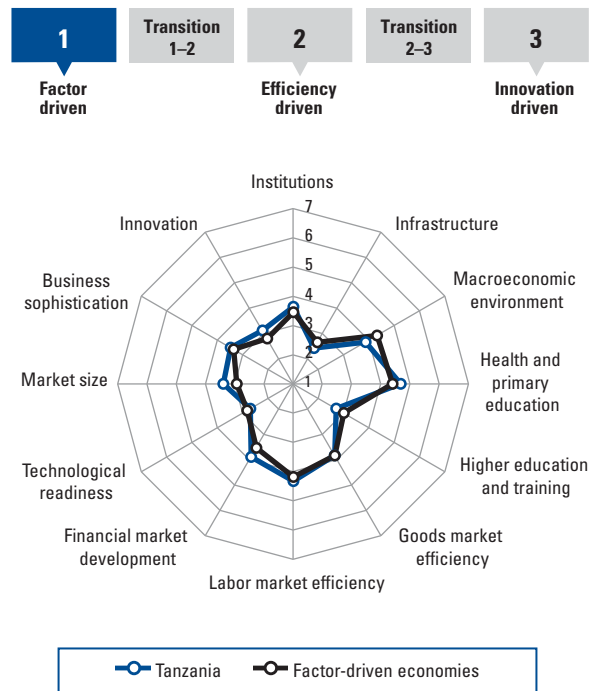 1
Transition
1–2
2
Transition
2–3
3
Factor
driven
Efficiency
driven
Innovation
driven
Institutions
Innovation
Infrastructure
Business
sophistication
Macroeconomic
environment
Market size
Health and
primary
education
Technological
readiness
Higher education
and training
Financial market
development
Goods market
efficiency
Labor market efficiency
7
6
5
4
3
2
1
Tanzania
Factor-driven economies